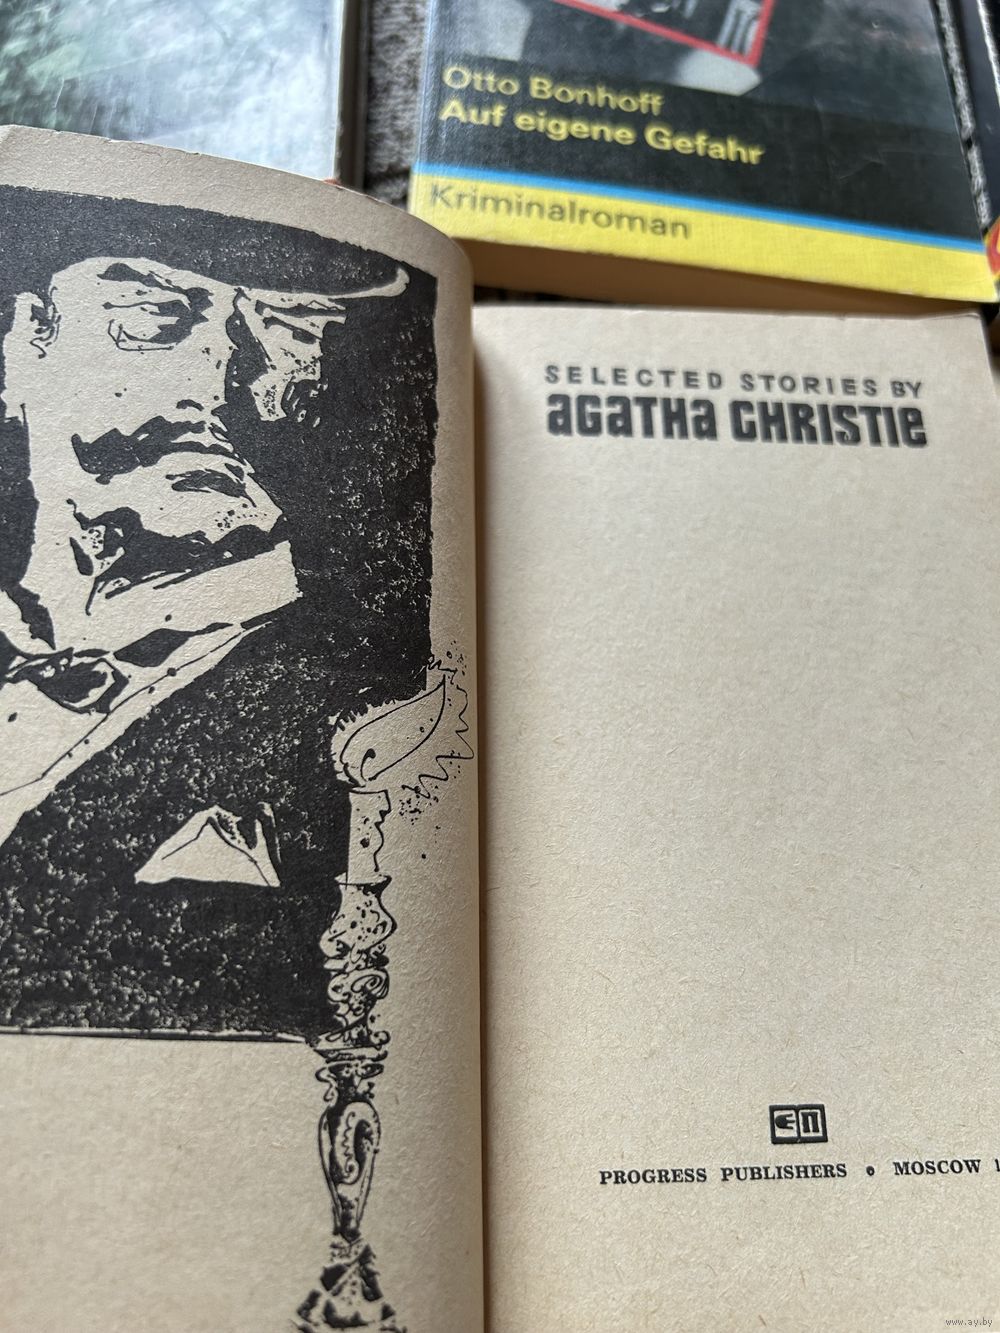 Otto Bonhoff
Auf eigene Gefahr
Kriminalroman
SELECTED STORIES BY
AGATHA CHRISTIE
PROGRESS PUBLISHERS • MOSCOW
www.ay.by